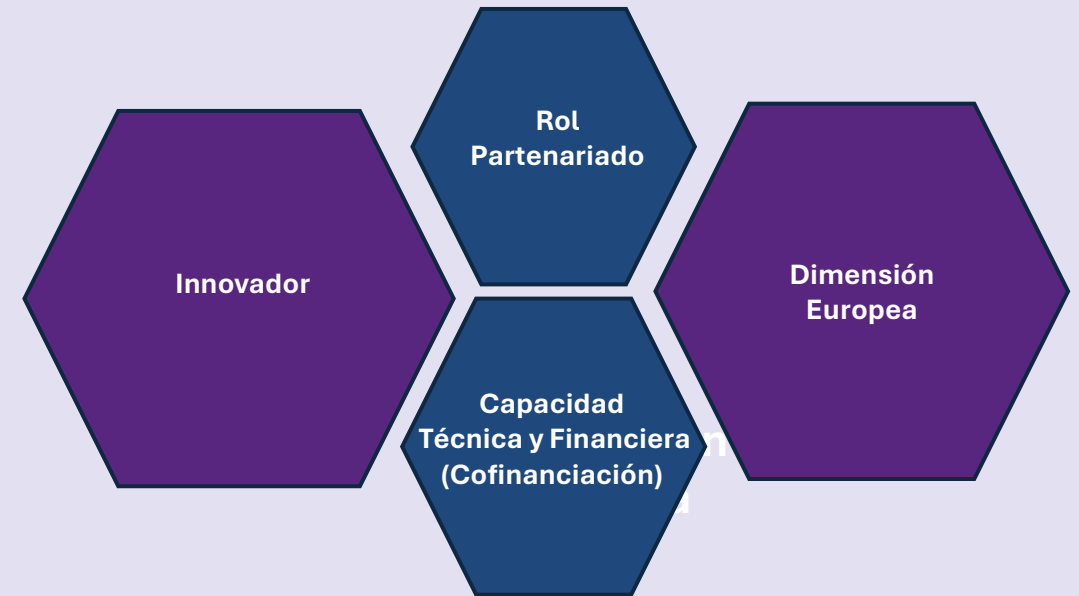 Rol
Partenariado
Innovador
Dimensión
Europea
Capacidad
Técnica y Financiera
(Cofinanciación)